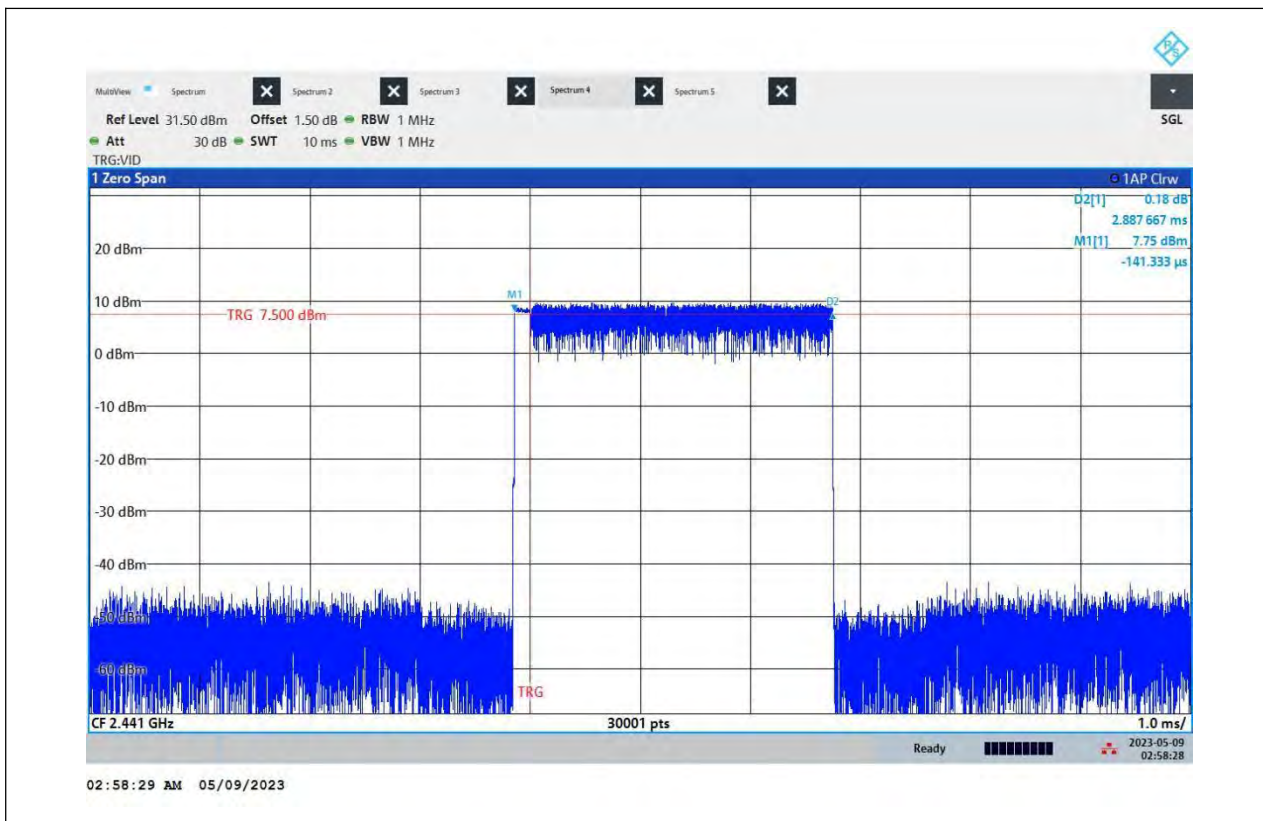 R S
MultiView Spectrum Spectrum 2 Spectrum 3 Spectrum 4 Spectrum 5
Ref Level 31.50 dBm Offset 1.50 dB RBW 1 MHz SGL
Att 30 dB SWT 10 ms VBW 1 MHz
TRG:VID
1 Zero Span 1AP Clrw
D2[1] 0.18 dB
2.887 667 ms
M1[1] 7.75 dBm
-141.333 µs
20 dBm
M1
10 dBm D2
TRG 7.500 dBm
0 dBm
-10 dBm
-20 dBm
-30 dBm
-40 dBm
-50 dBm
-60 dBm
TRG
CF 2.441 GHz 30001 pts 1.0 ms/
Ready 2023-05-09
02:58:28
02:58:29 AM 05/09/2023